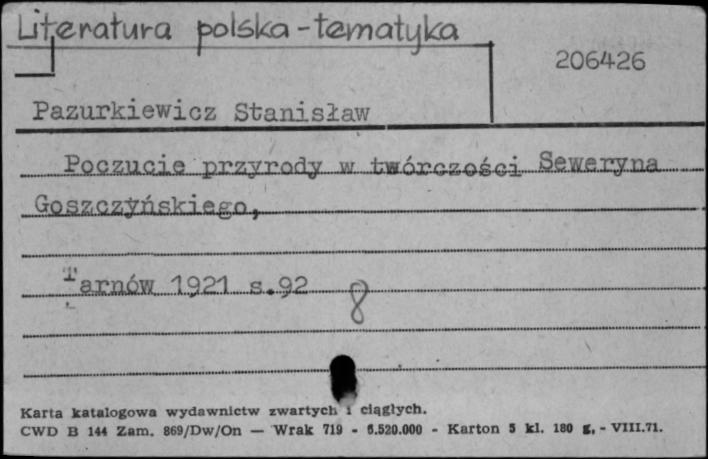 Literatura polska - tematyka
206426
Pazurkiewicz Stanisław
Poczucie przyrody w twórczości Seweryna
Goszczyńskiego,
Tarnów 1921 s.92
8
Karta katalogowa wydawnictw zwartych i ciągłych.
CWD B 144 Zam. 869/Dw/On — Wrak 719 - 6.520.000 - Karton 5 kl. 180 g. - VIII.71.